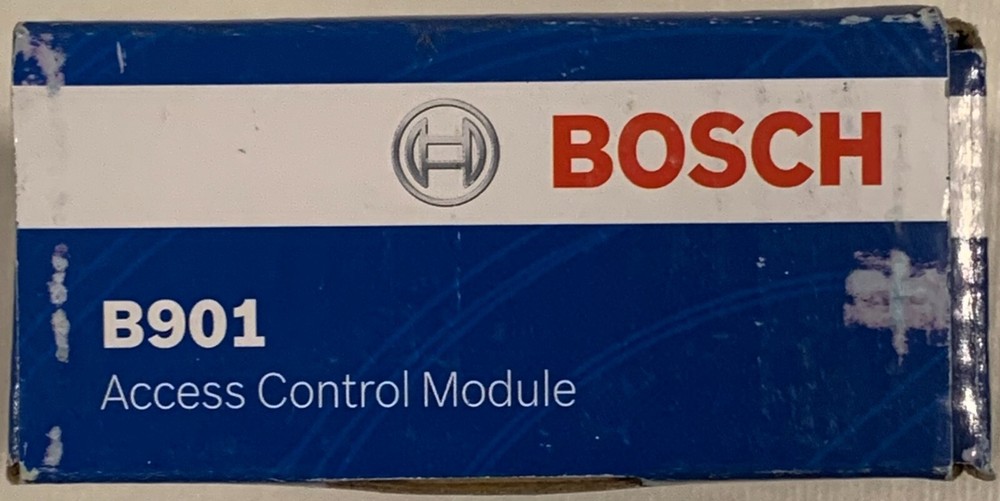 BOSCH
B901
Access Control Module